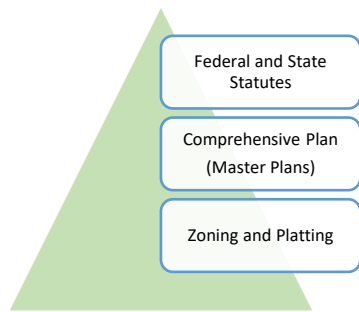 Federal and State
Statutes
Comprehensive Plan
(Master Plans)
Zoning and Platting